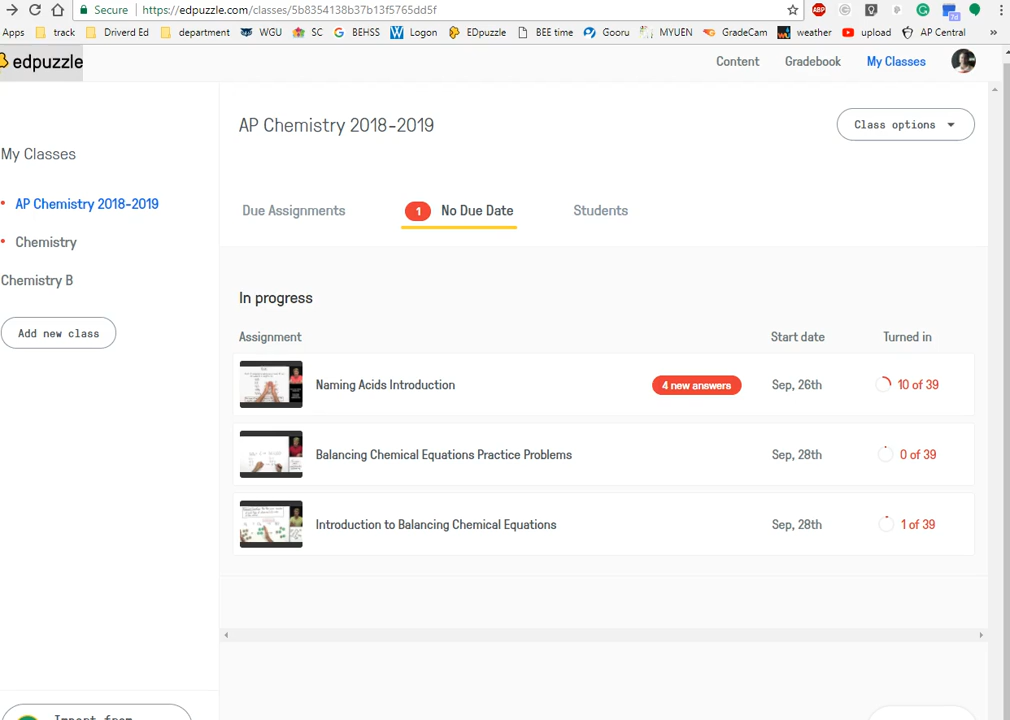 Secure https://edpuzzle.com/classes/5b8354138b37b13f5765dd5f
ABP
7d
Apps track Driverd Ed department WGU SC BEHSS Logon EDpuzzle BEE time Gooru MYUEN GradeCam weather upload AP Central »
edpuzzle
Content Gradebook My Classes
AP Chemistry 2018-2019
Class options
My Classes
AP Chemistry 2018-2019
Chemistry
Chemistry B
Add new class
Due Assignments 1 No Due Date Students
In progress
Assignment Start date Turned in
Naming Acids Introduction 4 new answers Sep, 26th 10 of 39
Balancing Chemical Equations Practice Problems Sep, 28th 0 of 39
Introduction to Balancing Chemical Equations Sep, 28th 1 of 39
Import from